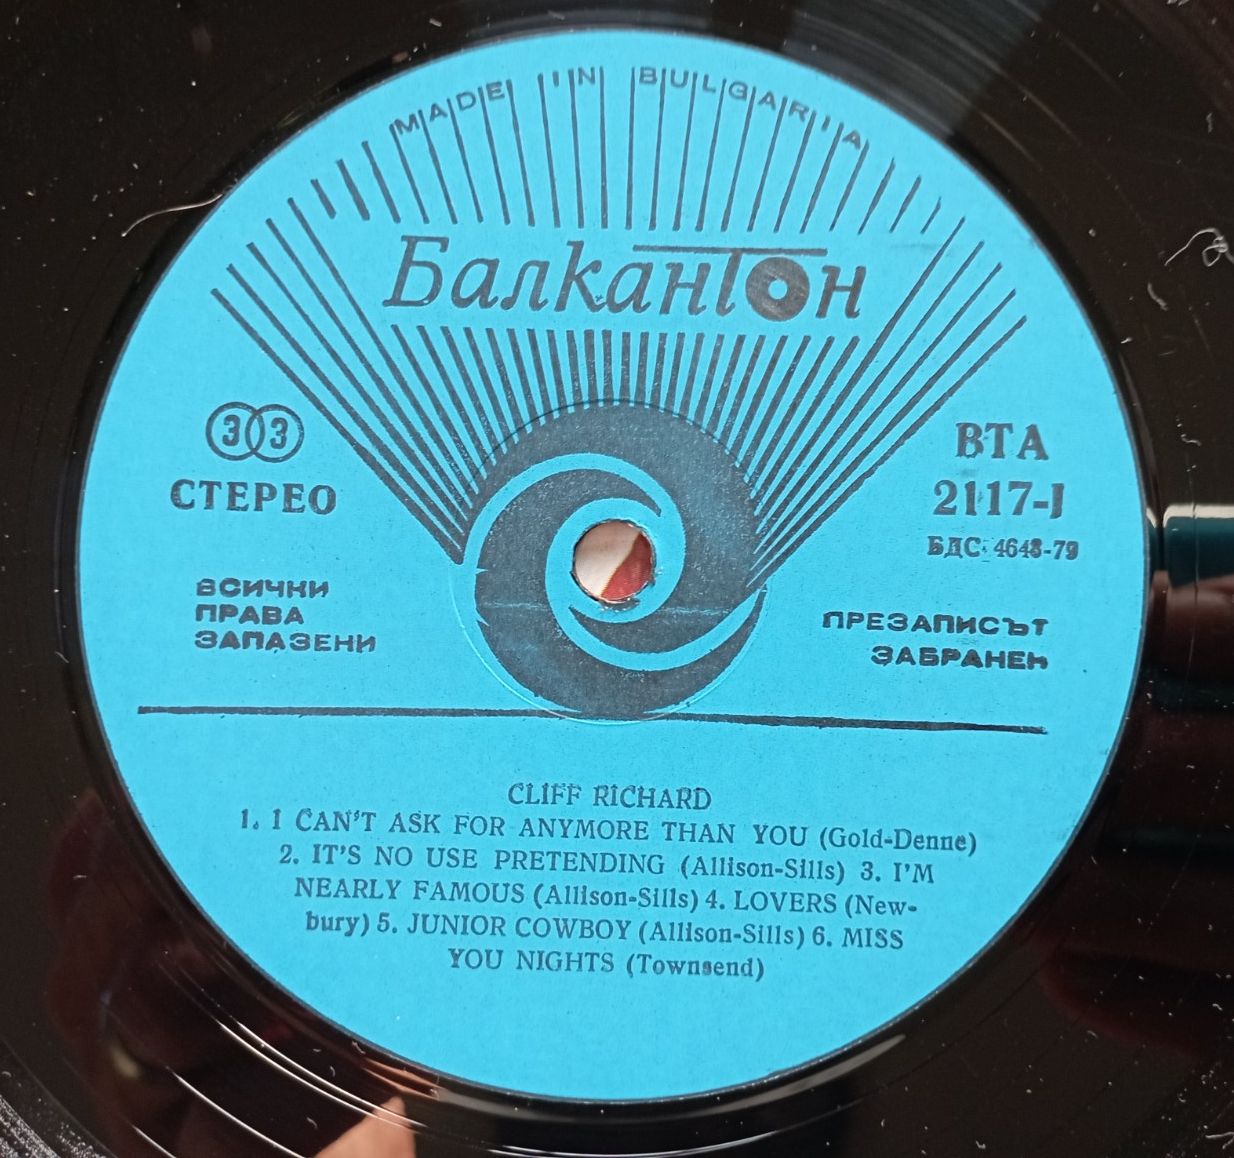 MADE IN BULGARIA
Балкантон
33
СТЕРЕО
ВТА
2117-I
БДС 4643-79
ВСИЧКИ
ПРАВА
ЗАПАЗЕНИ
ПРЕЗАПИСЪТ
ЗАБРАНЕН
CLIFF RICHARD
1. I CAN'T ASK FOR ANYMORE THAN YOU (Gold-Denne)
2. IT'S NO USE PRETENDING (Allison-Sills) 3. I'M
NEARLY FAMOUS (Allison-Sills) 4. LOVERS (New-
bury) 5. JUNIOR COWBOY (Allison-Sills) 6. MISS
YOU NIGHTS (Townsend)